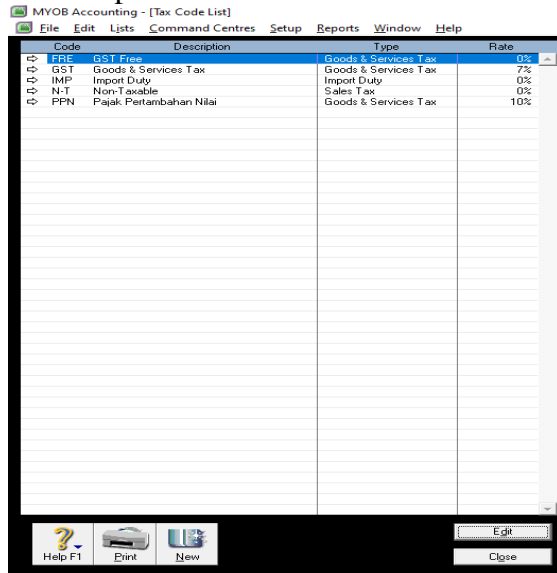 MYOB Accounting - [Tax Code List]
File Edit Lists Command Centres Setup Reports Window Help
Code Description Type Rate
FRE GST Free Goods & Services Tax 0%
GST Goods & Services Tax Goods & Services Tax 7%
IMP Import Duty Import Duty 0%
N-T Non-Taxable Sales Tax 0%
PPN Pajak Pertambahan Nilai Goods & Services Tax 10%
Edit
Help F1 Print New Close